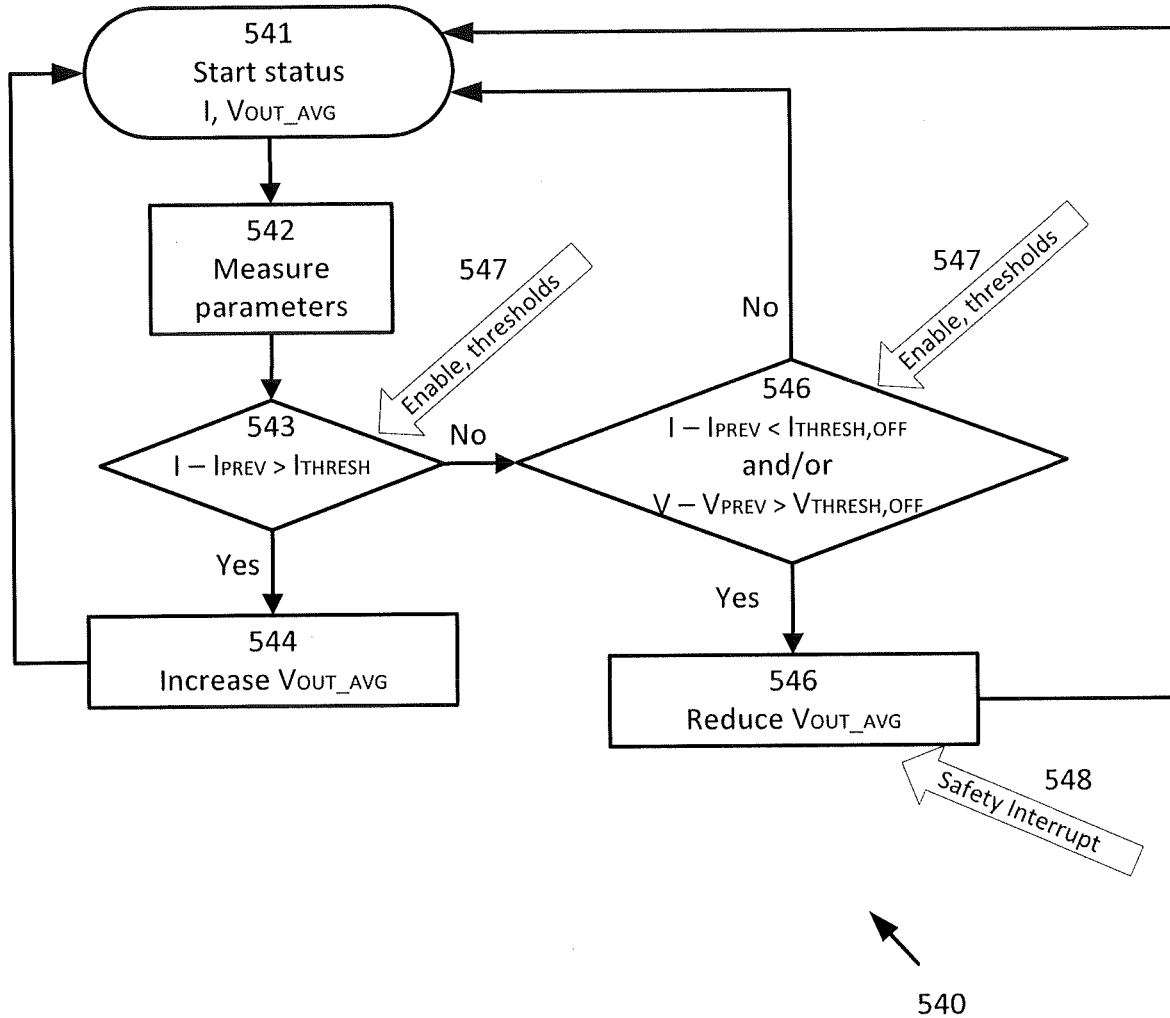 541
Start status
I, VOUT_AVG
542
Measure
parameters
547
Enable, thresholds
543
I – IPREV > ITHRESH
No
Yes
544
Increase VOUT_AVG
547
Enable, thresholds
No
546
I – IPREV < ITHRESH,OFF
and/or
V – VPREV > VTHRESH,OFF
Yes
546
Reduce VOUT_AVG
548
Safety Interrupt
540